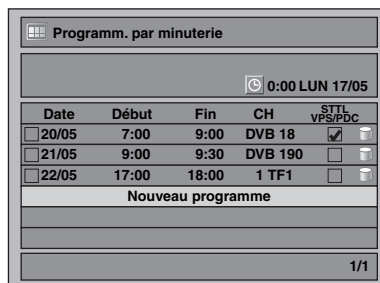 Programm. par minuterie
0:00 LUN 17/05
Date Début Fin CH STTL VPS/PDC
20/05 7:00 9:00 DVB 18
21/05 9:00 9:30 DVB 190
22/05 17:00 18:00 1 TF1
Nouveau programme
1/1